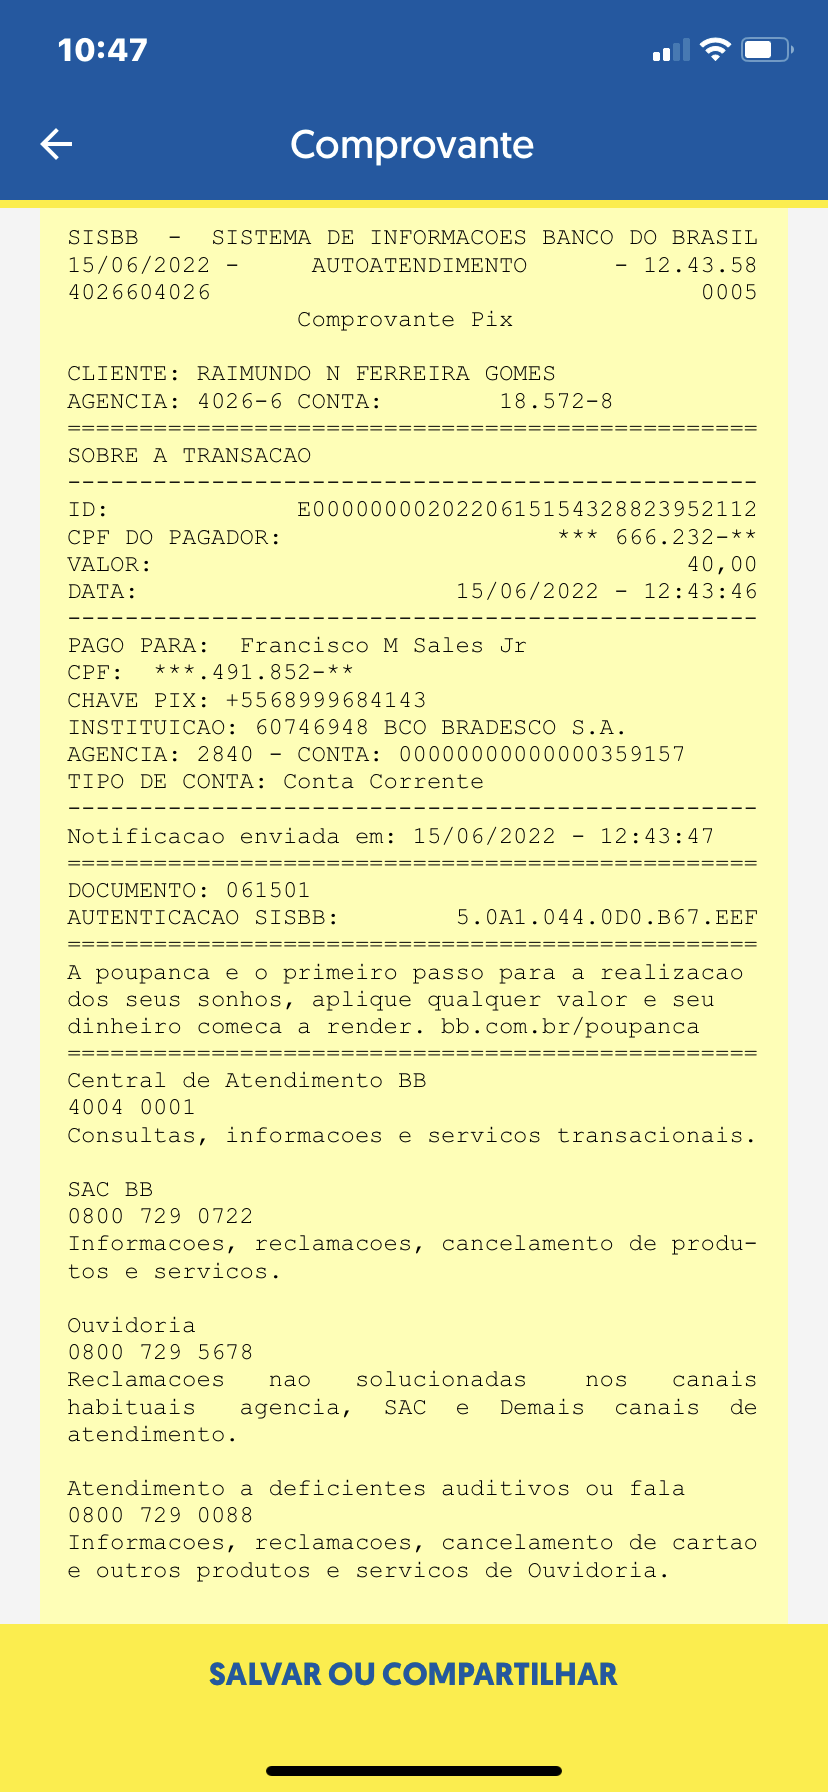 10:47
Comprovante
SISBB - SISTEMA DE INFORMACOES BANCO DO BRASIL
15/06/2022 - AUTOATENDIMENTO - 12.43.58
4026604026 0005
Comprovante Pix
CLIENTE: RAIMUNDO N FERREIRA GOMES
AGENCIA: 4026-6 CONTA: 18.572-8
================================================
SOBRE A TRANSACAO
------------------------------------------------
ID: E00000000202206151543288239521​12
CPF DO PAGADOR: *** 666.232-**
VALOR: 40,00
DATA: 15/06/2022 - 12:43:46
------------------------------------------------
PAGO PARA: Francisco M Sales Jr
CPF: ***.491.852-**
CHAVE PIX: +5568999684143
INSTITUICAO: 60746948 BCO BRADESCO S.A.
AGENCIA: 2840 - CONTA: 00000000000000359157
TIPO DE CONTA: Conta Corrente
------------------------------------------------
Notificacao enviada em: 15/06/2022 - 12:43:47
================================================
DOCUMENTO: 061501
AUTENTICACAO SISBB: 5.0A1.044.0D0.B67.EEF
================================================
A poupanca e o primeiro passo para a realizacao
dos seus sonhos, aplique qualquer valor e seu
dinheiro comeca a render. bb.com.br/poupanca
================================================
Central de Atendimento BB
4004 0001
Consultas, informacoes e servicos transacionais.
SAC BB
0800 729 0722
Informacoes, reclamacoes, cancelamento de produ-
tos e servicos.
Ouvidoria
0800 729 5678
Reclamacoes nao solucionadas nos canais
habituais agencia, SAC e Demais canais de
atendimento.
Atendimento a deficientes auditivos ou fala
0800 729 0088
Informacoes, reclamacoes, cancelamento de cartao
e outros produtos e servicos de Ouvidoria.
SALVAR OU COMPARTILHAR